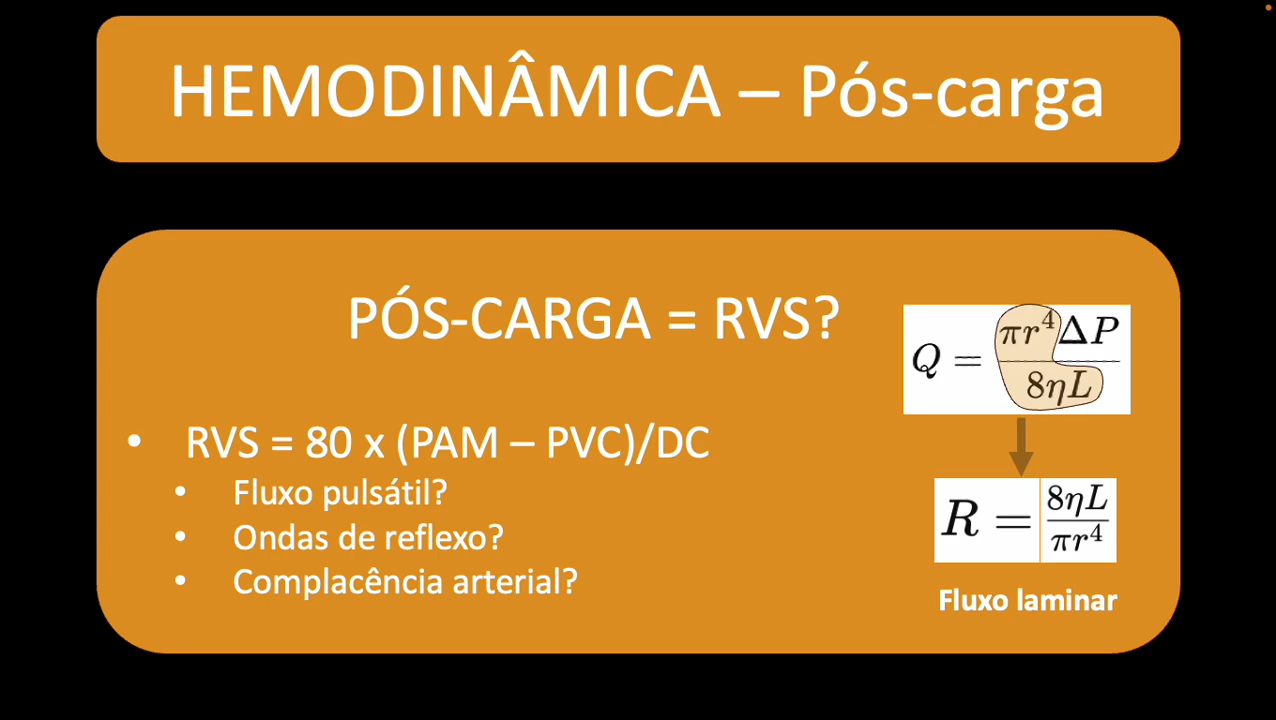 HEMODINÂMICA – Pós-carga
PÓS-CARGA = RVS?
Q = πr⁴ΔP / 8ηL
• RVS = 80 x (PAM – PVC)/DC
• Fluxo pulsátil?
• Ondas de reflexo?
• Complacência arterial?
R = 8ηL / πr⁴
Fluxo laminar